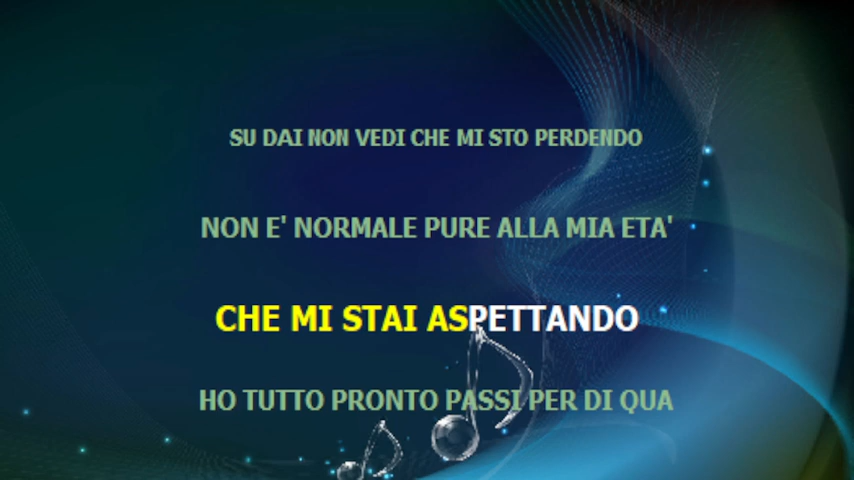 SU DAI NON VEDI CHE MI STO PERDENDO
NON E' NORMALE PURE ALLA MIA ETA'
CHE MI STAI ASPETTANDO
HO TUTTO PRONTO PASSI PER DI QUA